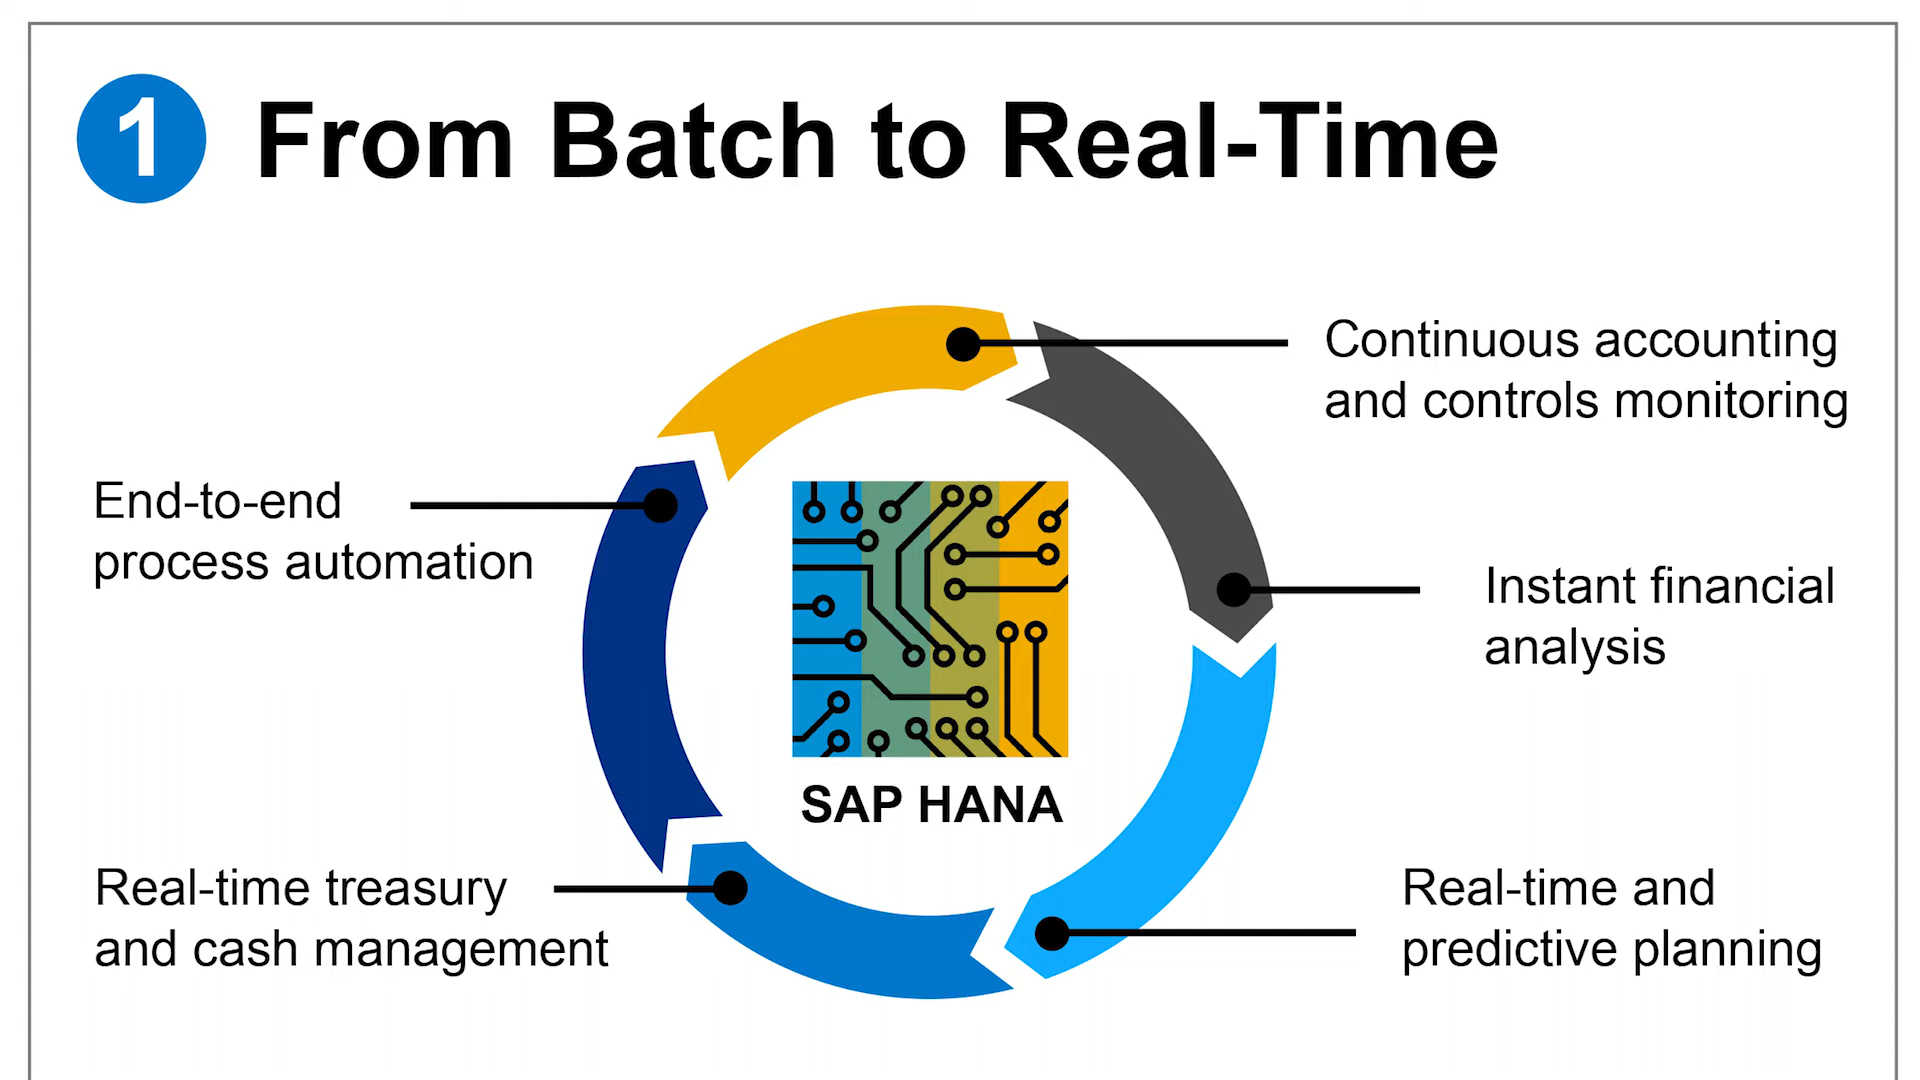 1 From Batch to Real-Time
Continuous accounting
and controls monitoring
End-to-end
process automation
Instant financial
analysis
SAP HANA
Real-time treasury
and cash management
Real-time and
predictive planning